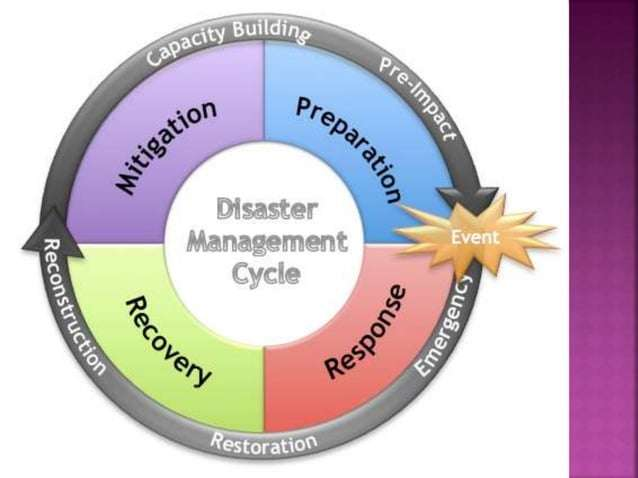 Capacity Building
Pre-Impact
Mitigation
Preparation
Disaster
Management
Cycle
Event
Reconstruction
Recovery
Response
Emergency
Restoration